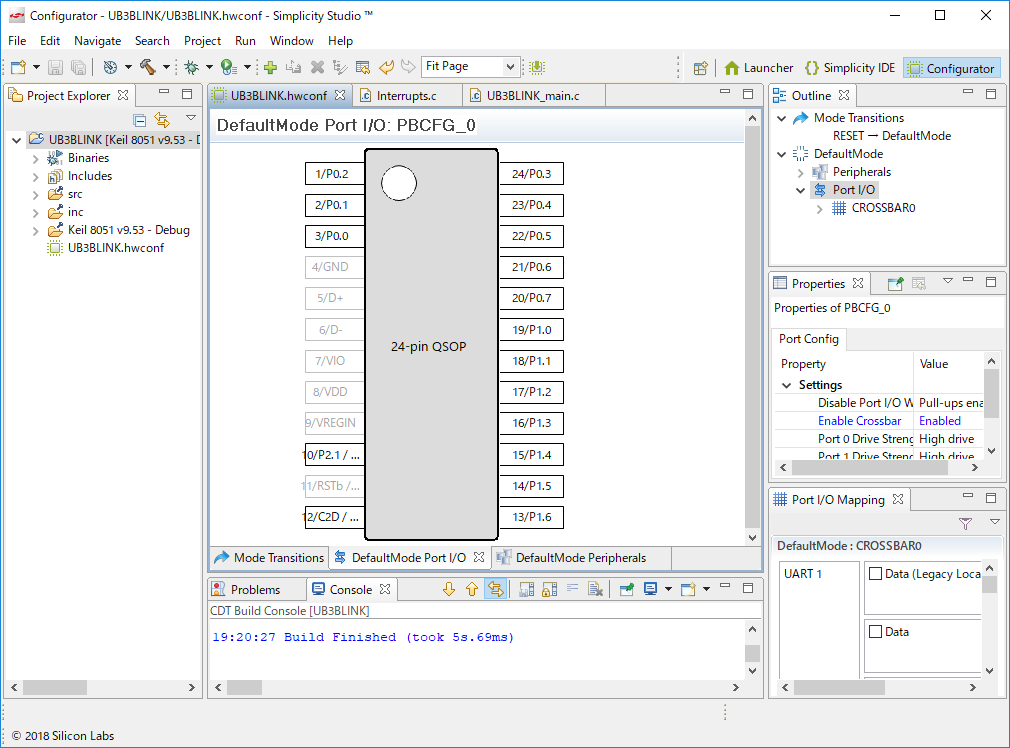 Configurator - UB3BLINK/UB3BLINK.hwconf - Simplicity Studio ™
File Edit Navigate Search Project Run Window Help
Fit Page
Launcher Simplicity IDE Configurator
Project Explorer
UB3BLINK [Keil 8051 v9.53 - D
Binaries
Includes
src
inc
Keil 8051 v9.53 - Debug
UB3BLINK.hwconf
UB3BLINK.hwconf Interrupts.c UB3BLINK_main.c
DefaultMode Port I/O: PBCFG_0
1/P0.2 24/P0.3
2/P0.1 23/P0.4
3/P0.0 22/P0.5
4/GND 21/P0.6
5/D+ 20/P0.7
6/D- 19/P1.0
24-pin QSOP
7/VIO 18/P1.1
8/VDD 17/P1.2
9/VREGIN 16/P1.3
10/P2.1 / ... 15/P1.4
11/RSTb /... 14/P1.5
12/C2D / ... 13/P1.6
Mode Transitions DefaultMode Port I/O DefaultMode Peripherals
Problems Console
CDT Build Console [UB3BLINK]
19:20:27 Build Finished (took 5s.69ms)
Outline
Mode Transitions
RESET → DefaultMode
DefaultMode
Peripherals
Port I/O
CROSSBAR0
Properties
Properties of PBCFG_0
Port Config
Property Value
Settings
Disable Port I/O W Pull-ups ena
Enable Crossbar Enabled
Port 0 Drive Streng High drive
Port 1 Drive Streng High drive
Port I/O Mapping
DefaultMode : CROSSBAR0
UART 1 Data (Legacy Loca
Data
© 2018 Silicon Labs